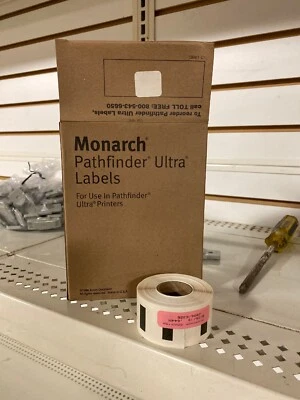 To reorder Pathfinder Ultra Labels,
call TOLL FREE: 800-543-6650
Monarch®
Pathfinder® Ultra®
Labels
For Use In Pathfinder®
Ultra® Printers